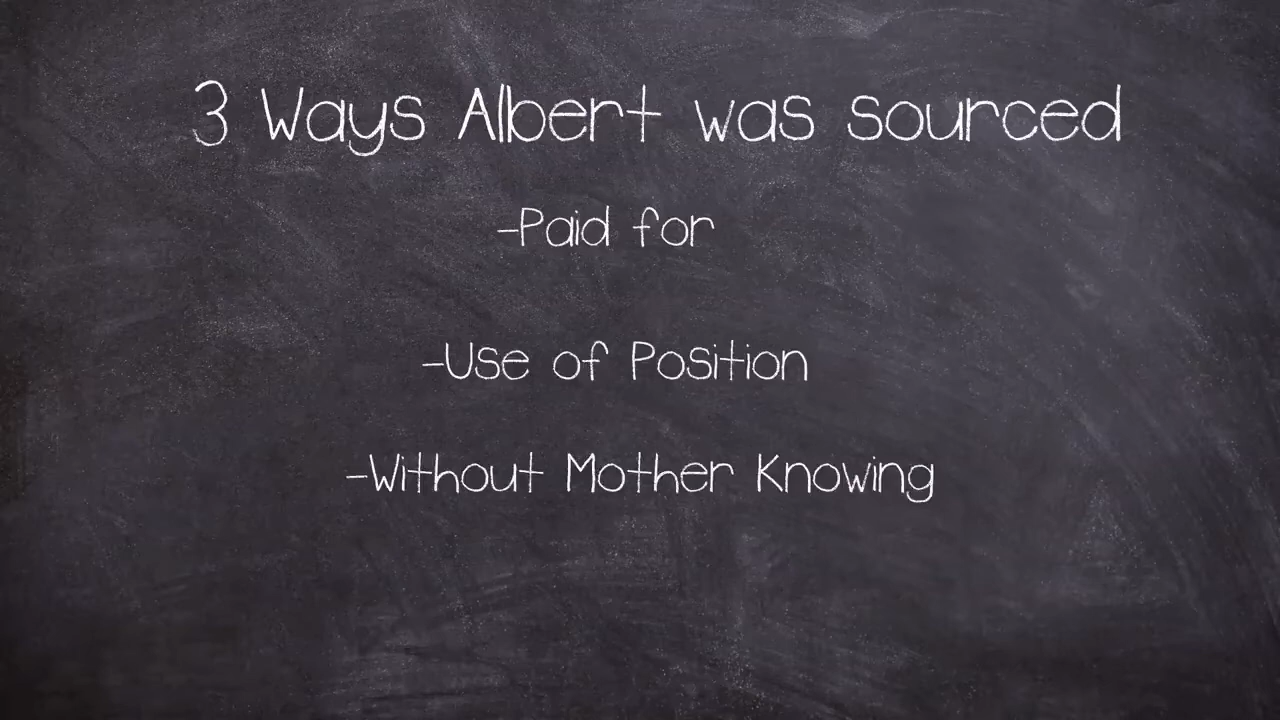 3 Ways Albert was sourced
-Paid for
-Use of Position
-Without Mother Knowing